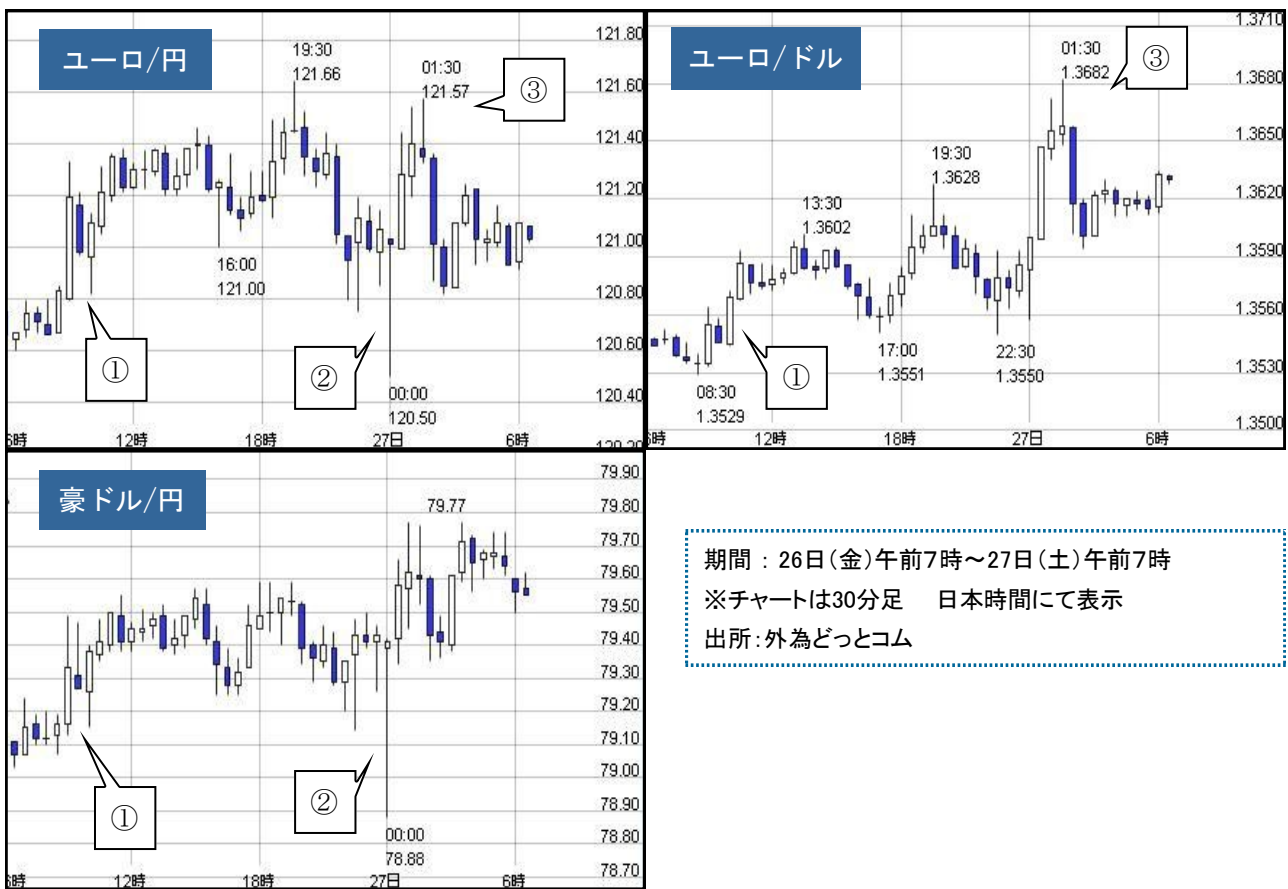 ユーロ/円
19:30
121.66
01:30
121.57
③
16:00
121.00
①
②
00:00
120.50
121.80
121.60
121.40
121.20
121.00
120.80
120.60
120.40
120.20
6時
12時
18時
27日
6時
ユーロ/ドル
01:30
1.3682
③
19:30
1.3628
13:30
1.3602
①
17:00
1.3551
22:30
1.3550
08:30
1.3529
1.3710
1.3680
1.3650
1.3620
1.3590
1.3560
1.3530
1.3500
6時
12時
18時
27日
6時
豪ドル/円
79.77
①
②
00:00
78.88
79.90
79.80
79.70
79.60
79.50
79.40
79.30
79.20
79.10
79.00
78.90
78.80
78.70
6時
12時
18時
27日
6時
期間 : 26日(金)午前7時~27日(土)午前7時
※チャートは30分足 日本時間にて表示
出所:外為どっとコム